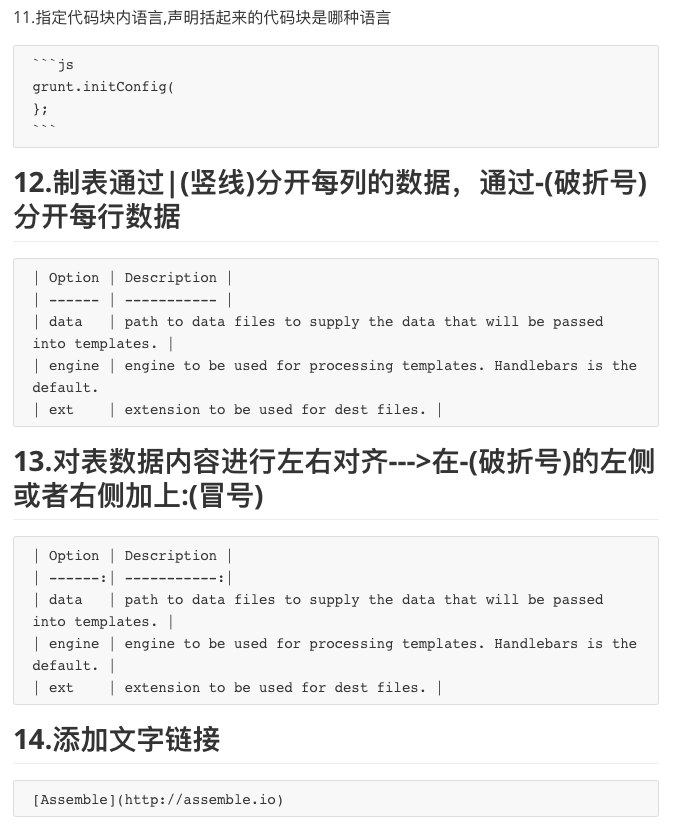 11.指定代码块内语言,声明括起来的代码块是哪种语言
```js
grunt.initConfig(
};
```
12.制表通过|(竖线)分开每列的数据，通过-(破折号)
分开每行数据
| Option | Description |
| ------ | ----------- |
| data   | path to data files to supply the data that will be passed
into templates. |
| engine | engine to be used for processing templates. Handlebars is the
default.
| ext    | extension to be used for dest files. |
13.对表数据内容进行左右对齐--->在-(破折号)的左侧
或者右侧加上:(冒号)
| Option | Description |
| ------:| -----------:|
| data   | path to data files to supply the data that will be passed
into templates. |
| engine | engine to be used for processing templates. Handlebars is the
default. |
| ext    | extension to be used for dest files. |
14.添加文字链接
[Assemble](http://assemble.io)